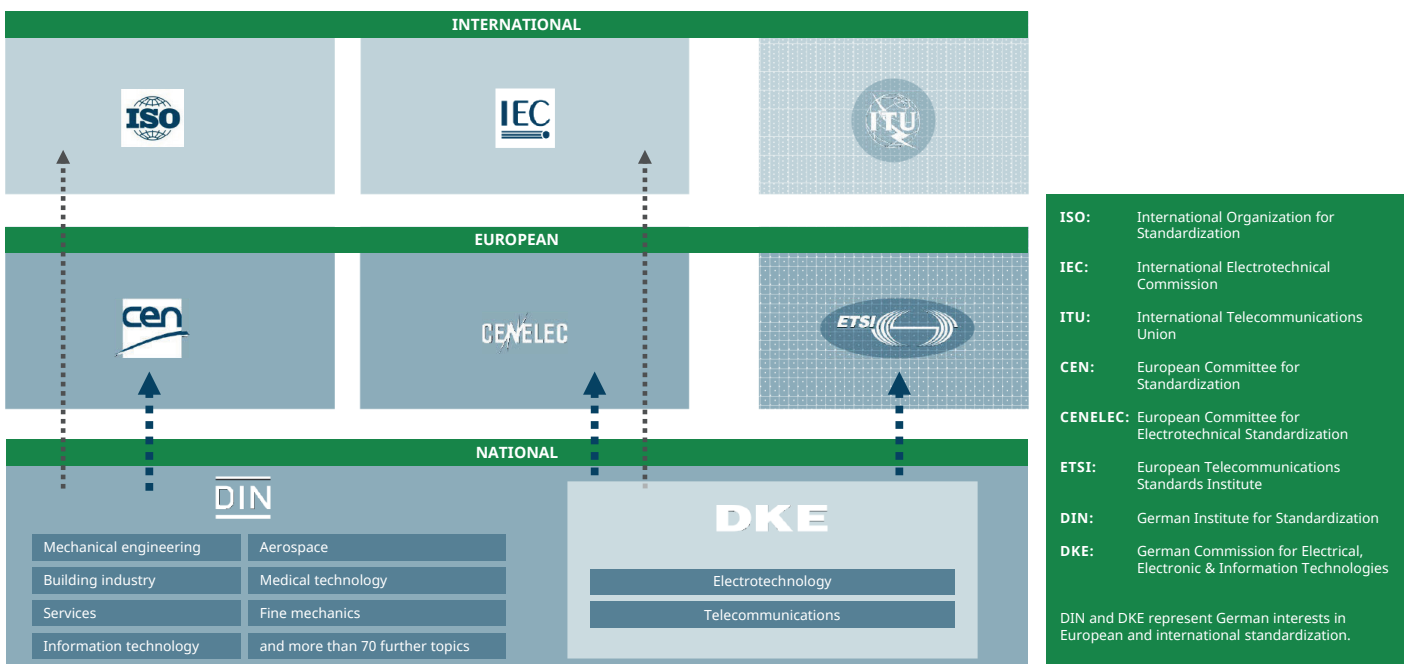 INTERNATIONAL
ISO
IEC
ITU
EUROPEAN
cen
CENELEC
ETSI
NATIONAL
DIN
Mechanical engineering
Aerospace
Building industry
Medical technology
Services
Fine mechanics
Information technology
and more than 70 further topics
DKE
Electrotechnology
Telecommunications
ISO: International Organization for
Standardization
IEC: International Electrotechnical
Commission
ITU: International Telecommunications
Union
CEN: European Committee for
Standardization
CENELEC: European Committee for
Electrotechnical Standardization
ETSI: European Telecommunications
Standards Institute
DIN: German Institute for Standardization
DKE: German Commission for Electrical,
Electronic & Information Technologies
DIN and DKE represent German interests in
European and international standardization.